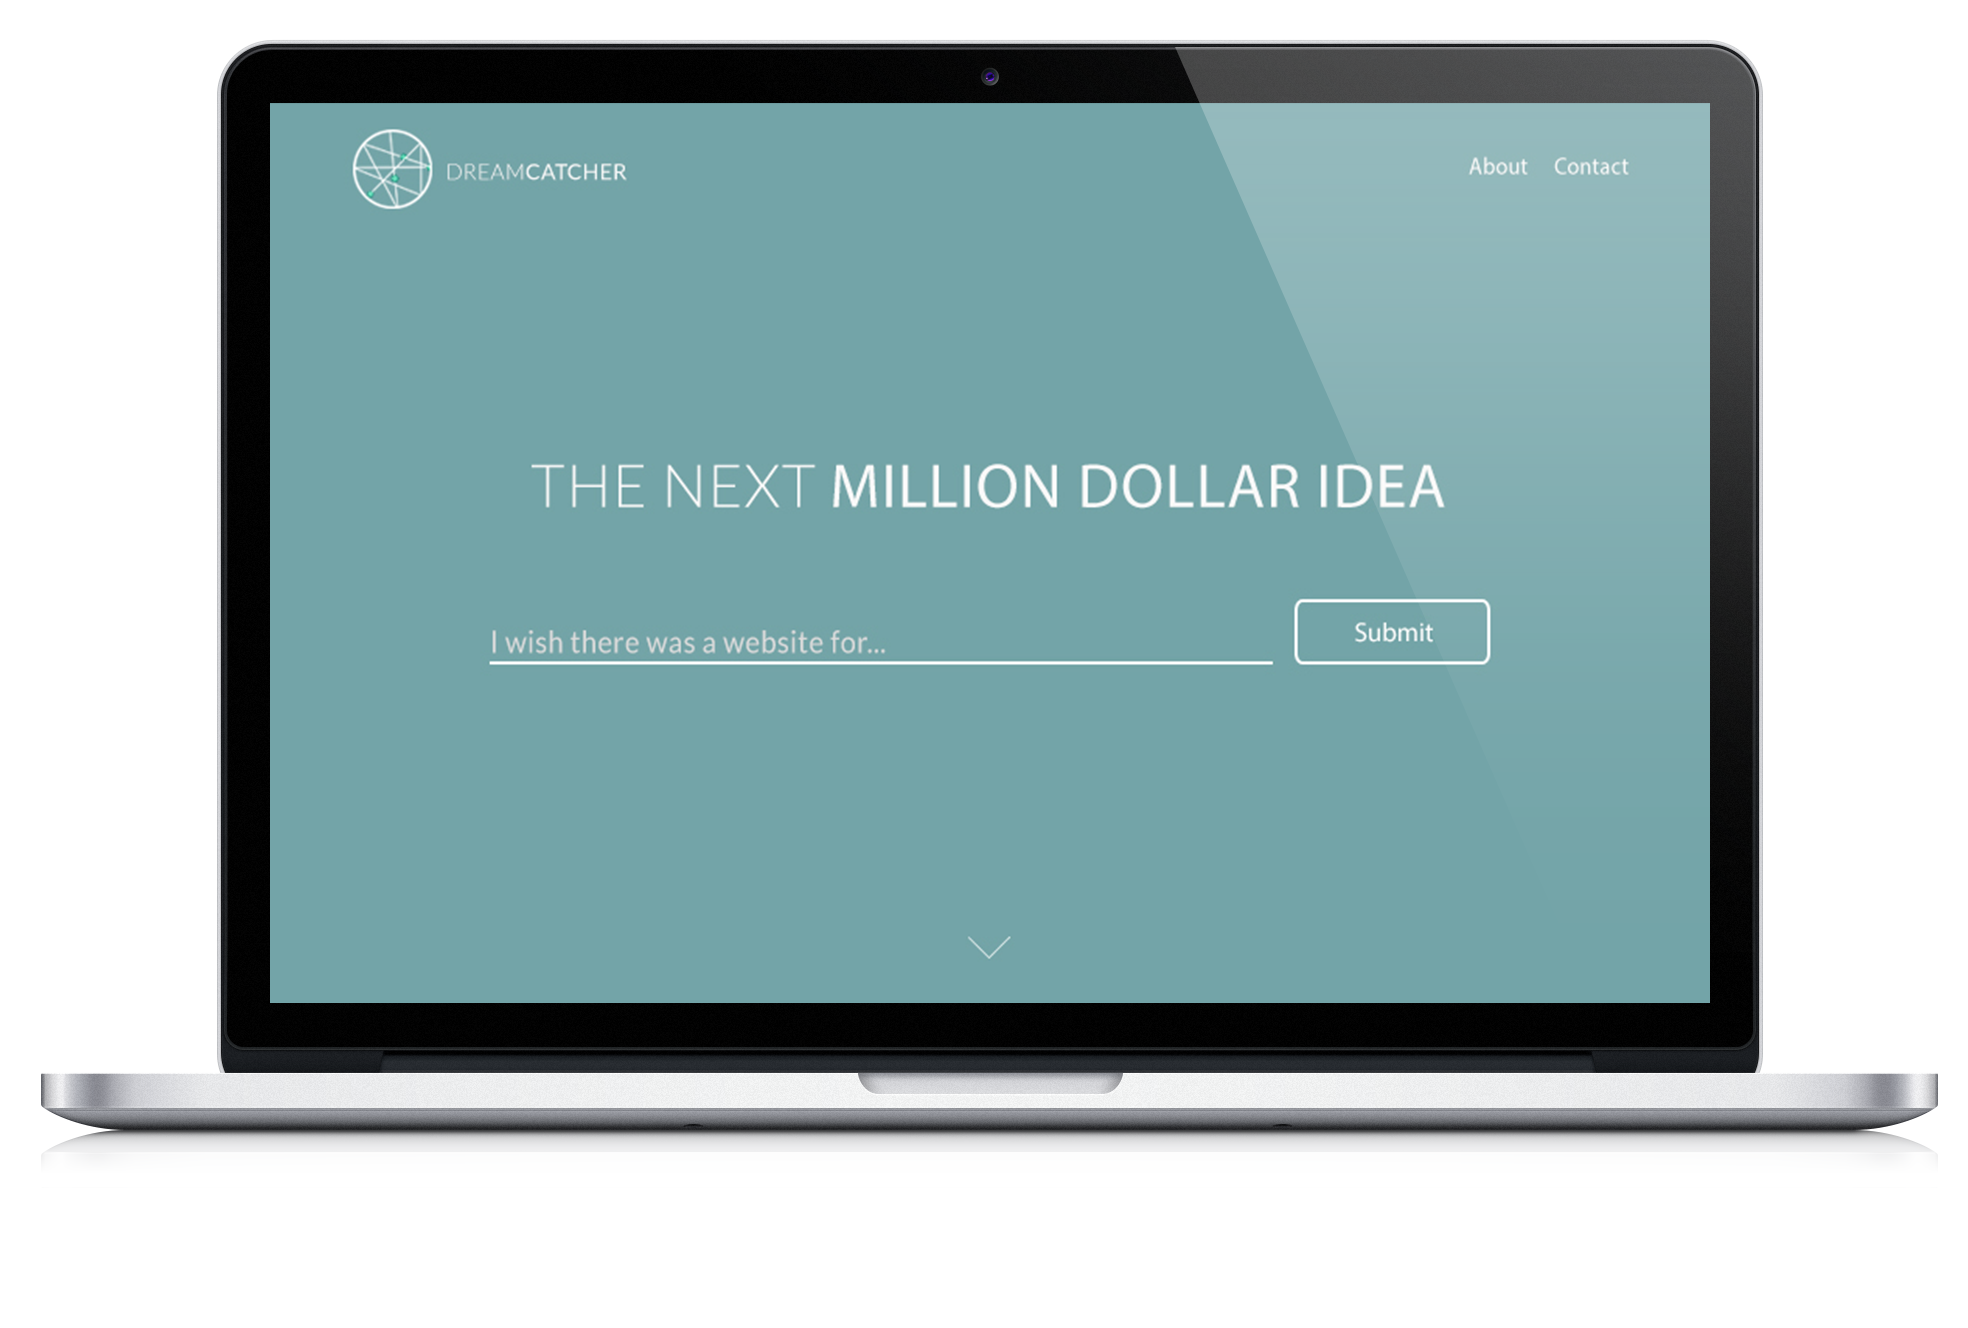 DREAMCATCHER
About Contact
THE NEXT MILLION DOLLAR IDEA
I wish there was a website for...
Submit